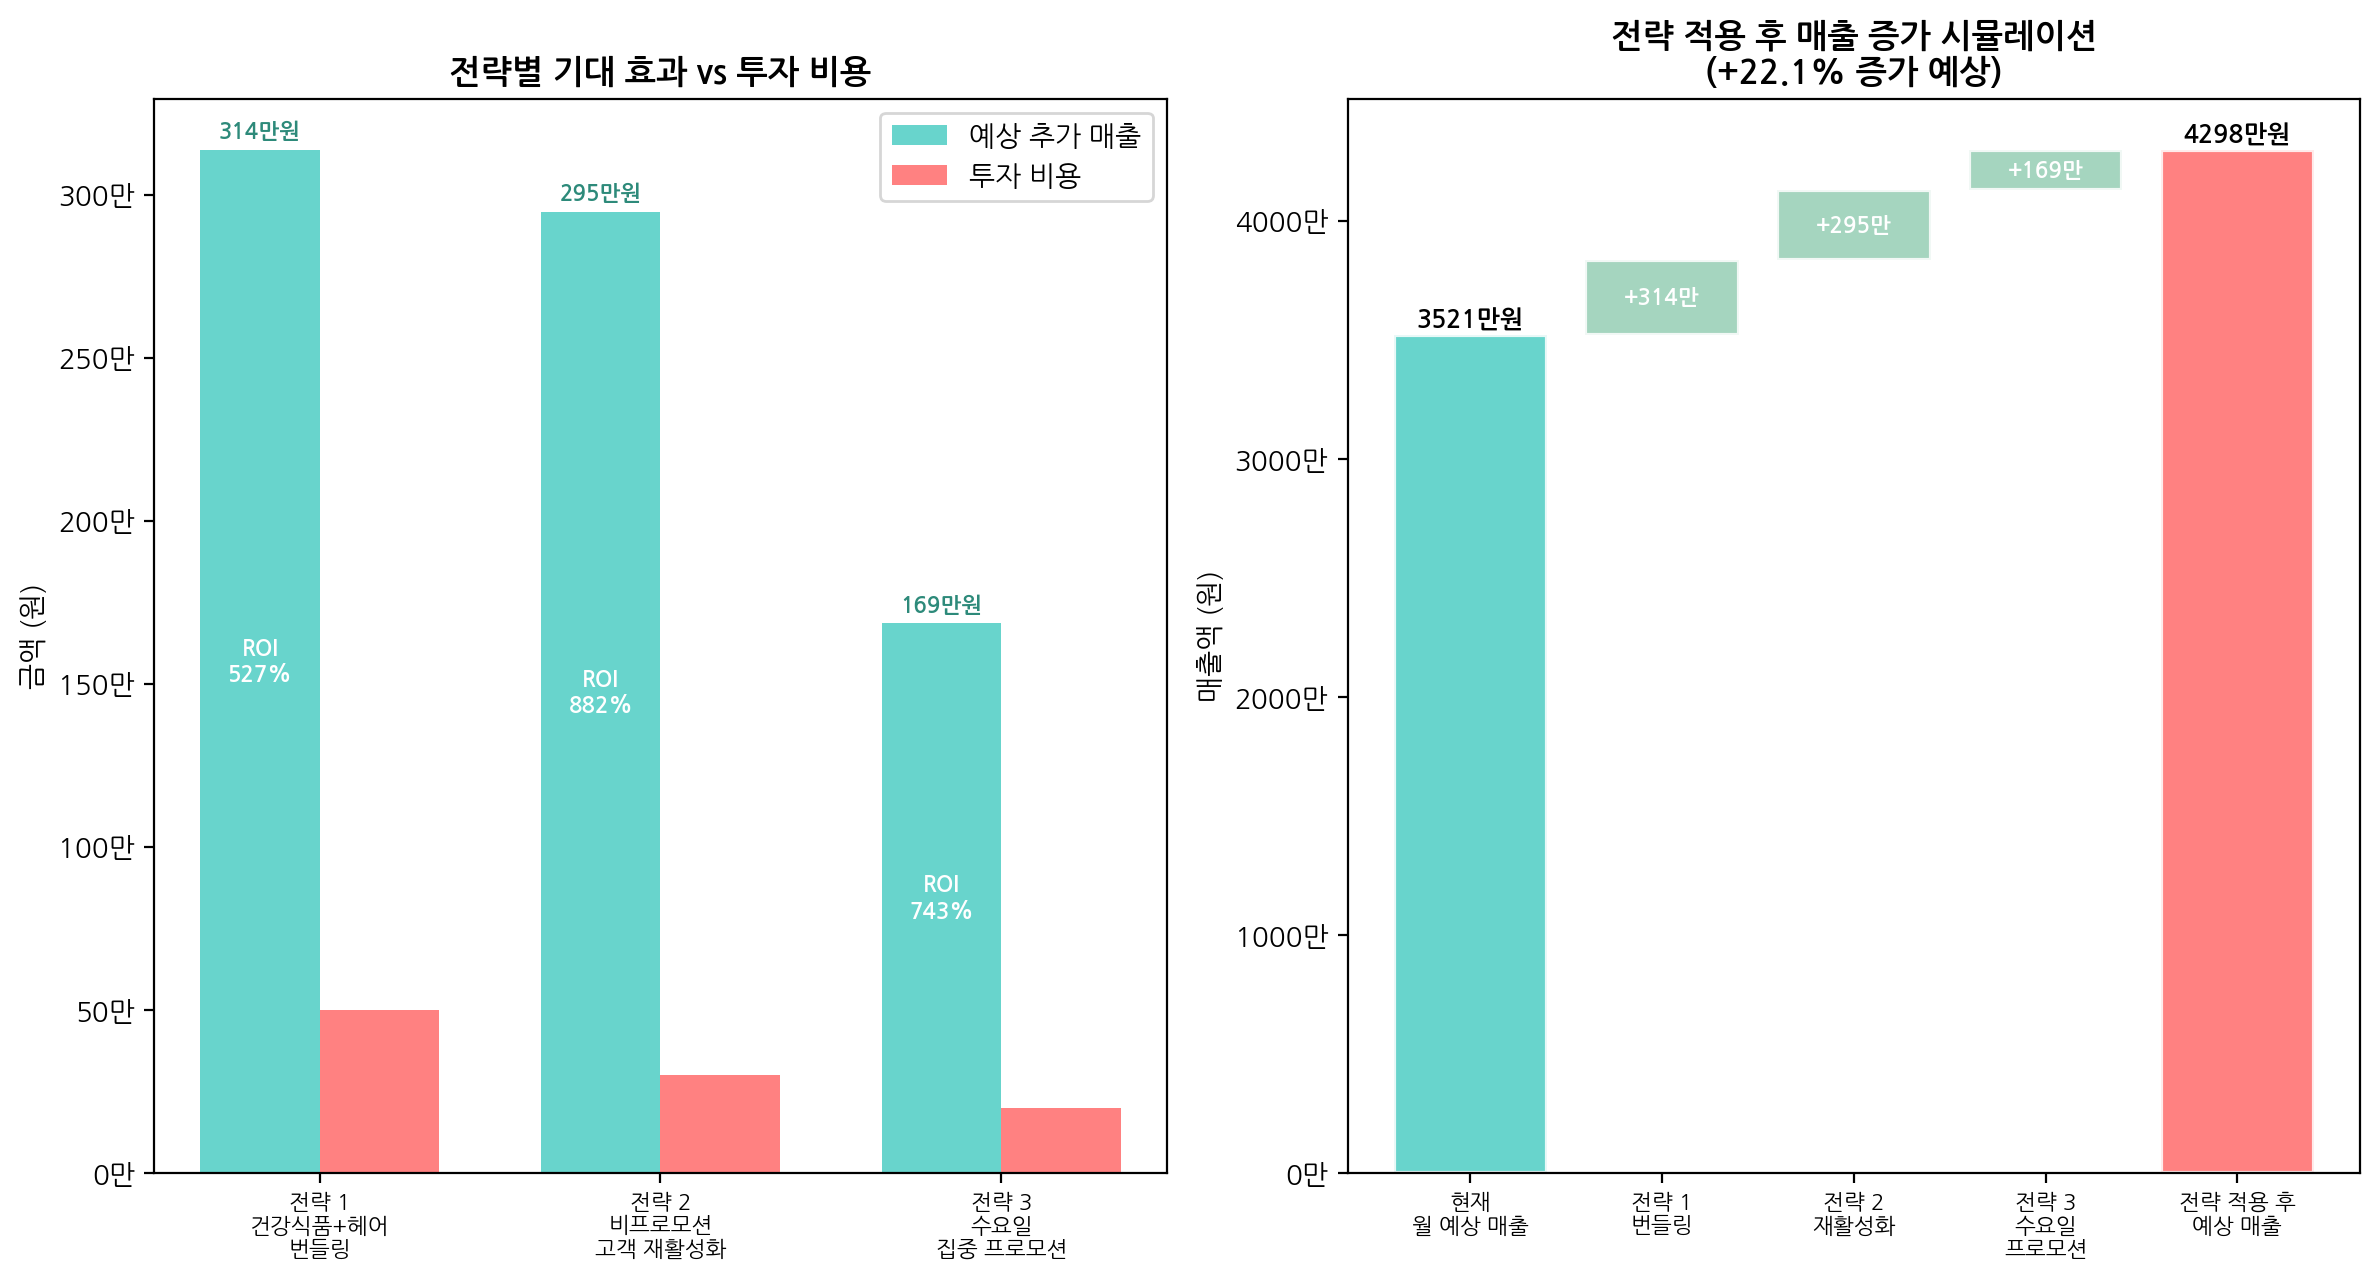 전략별 기대 효과 vs 투자 비용
예상 추가 매출
투자 비용
금액 (원)
300만
250만
200만
150만
100만
50만
0만
314만원
ROI
527%
295만원
ROI
882%
169만원
ROI
743%
전략 1
건강식품+헤어
번들링
전략 2
비프로모션
고객 재활성화
전략 3
수요일
집중 프로모션
전략 적용 후 매출 증가 시뮬레이션
(+22.1% 증가 예상)
매출액 (원)
4000만
3000만
2000만
1000만
0만
3521만원
+314만
+295만
+169만
4298만원
현재
월 예상 매출
전략 1
번들링
전략 2
재활성화
전략 3
수요일
프로모션
전략 적용 후
예상 매출